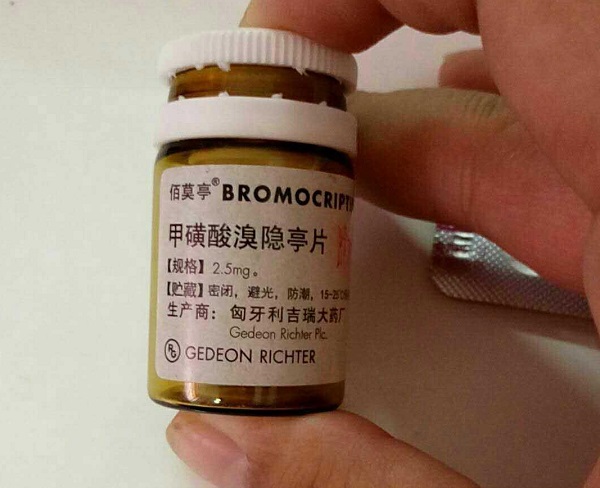 佰莫亭® BROMOCRIPT
甲磺酸溴隐亭片
【规格】2.5mg。
【贮藏】密闭，避光，防潮，15-25℃
生产商：匈牙利吉瑞大药厂
Gedeon Richter Plc.
RG GEDEON RICHTER